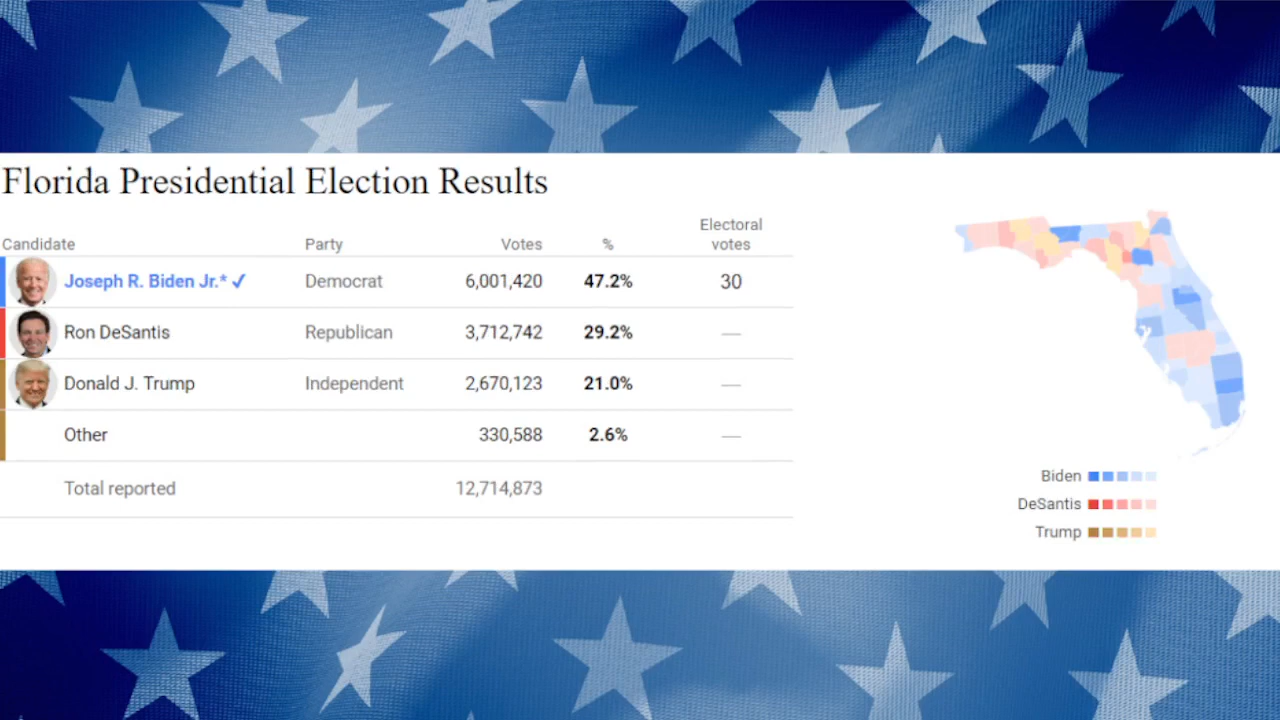 Florida Presidential Election Results
Candidate Party Votes % Electoral votes
Joseph R. Biden Jr.* ✓ Democrat 6,001,420 47.2% 30
Ron DeSantis Republican 3,712,742 29.2% —
Donald J. Trump Independent 2,670,123 21.0% —
Other 330,588 2.6% —
Total reported 12,714,873
Biden
DeSantis
Trump